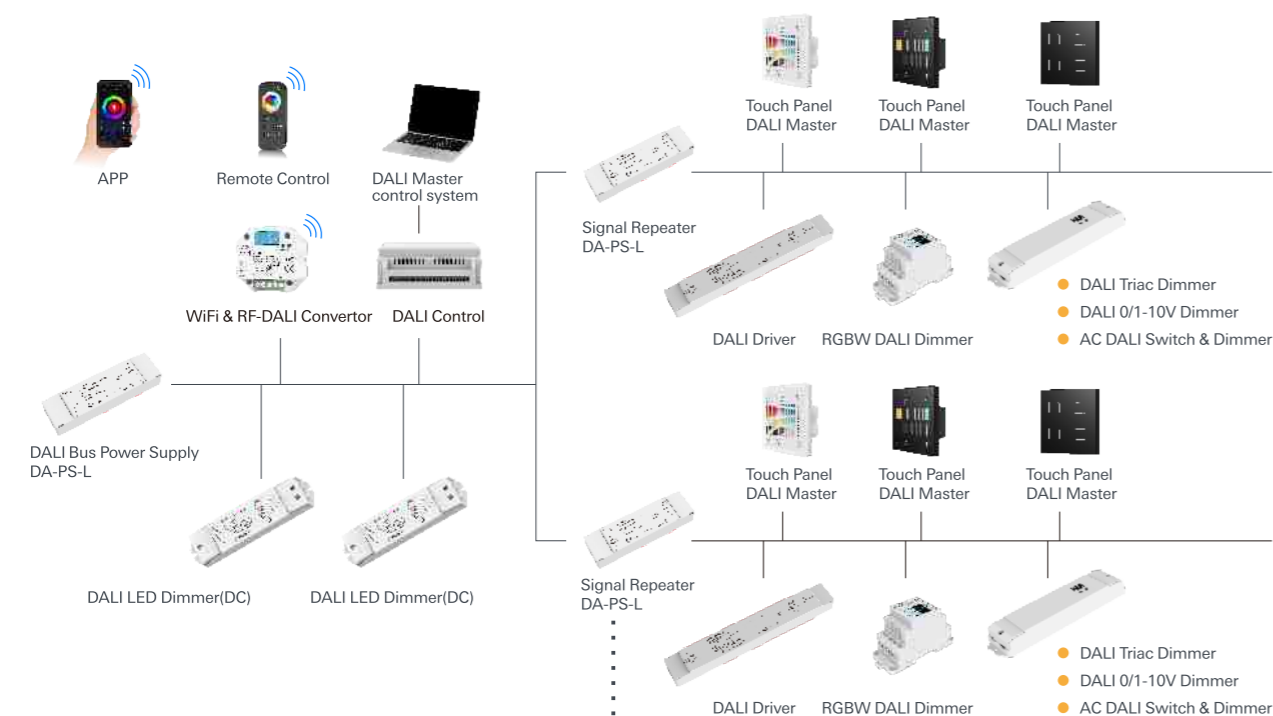 Touch Panel
DALI Master
Touch Panel
DALI Master
Touch Panel
DALI Master
APP
Remote Control
DALI Master
control system
Signal Repeater
DA-PS-L
WiFi & RF-DALI Convertor
DALI Control
DALI Driver
RGBW DALI Dimmer
DALI Triac Dimmer
DALI 0/1-10V Dimmer
AC DALI Switch & Dimmer
DALI Bus Power Supply
DA-PS-L
Touch Panel
DALI Master
Touch Panel
DALI Master
Touch Panel
DALI Master
DALI LED Dimmer(DC)
DALI LED Dimmer(DC)
Signal Repeater
DA-PS-L
DALI Driver
RGBW DALI Dimmer
DALI Triac Dimmer
DALI 0/1-10V Dimmer
AC DALI Switch & Dimmer